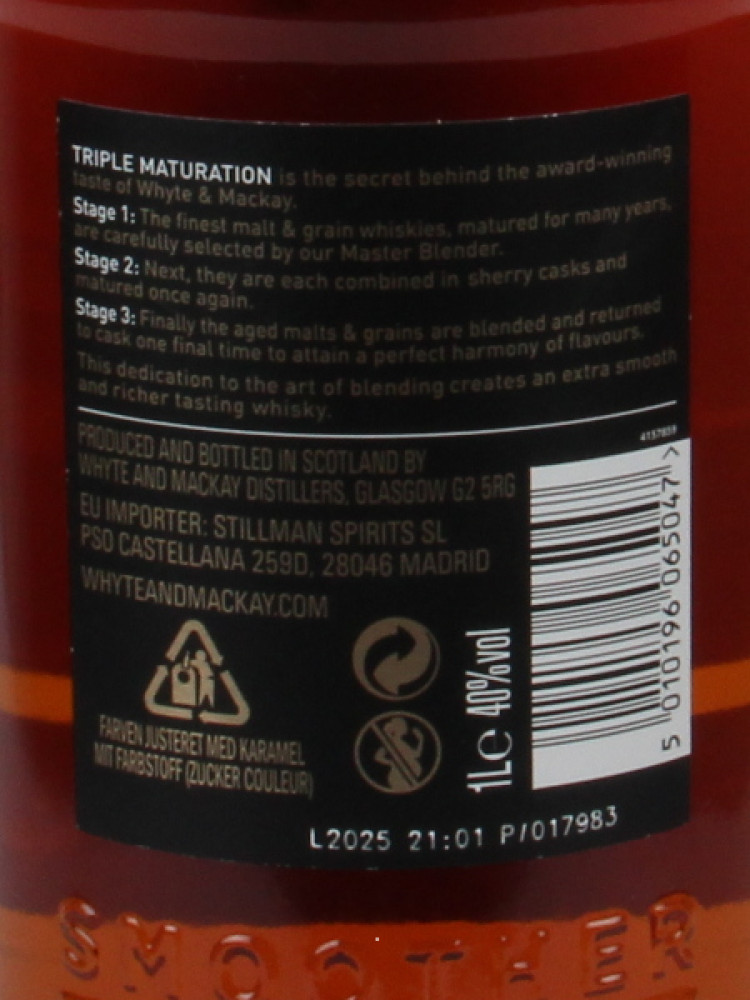 TRIPLE MATURATION is the secret behind the award-winning
taste of Whyte & Mackay.
Stage 1: The finest malt & grain whiskies, matured for many years,
are carefully selected by our Master Blender.
Stage 2: Next, they are each combined in sherry casks and
matured once again.
Stage 3: Finally the aged malts & grains are blended and returned
to cask one final time to attain a perfect harmony of flavours.
This dedication to the art of blending creates an extra smooth
and richer tasting whisky.
4137859
PRODUCED AND BOTTLED IN SCOTLAND BY
WHYTE AND MACKAY DISTILLERS, GLASGOW G2 5RG
EU IMPORTER: STILLMAN SPIRITS SL
PSO CASTELLANA 259D, 28046 MADRID
WHYTEANDMACKAY.COM
FARVEN JUSTERET MED KARAMEL
MIT FARBSTOFF (ZUCKER COULEUR)
1L℮ 40%vol
5 010196 065047 >
L2025 21:01 P/017983
SMOOTHER